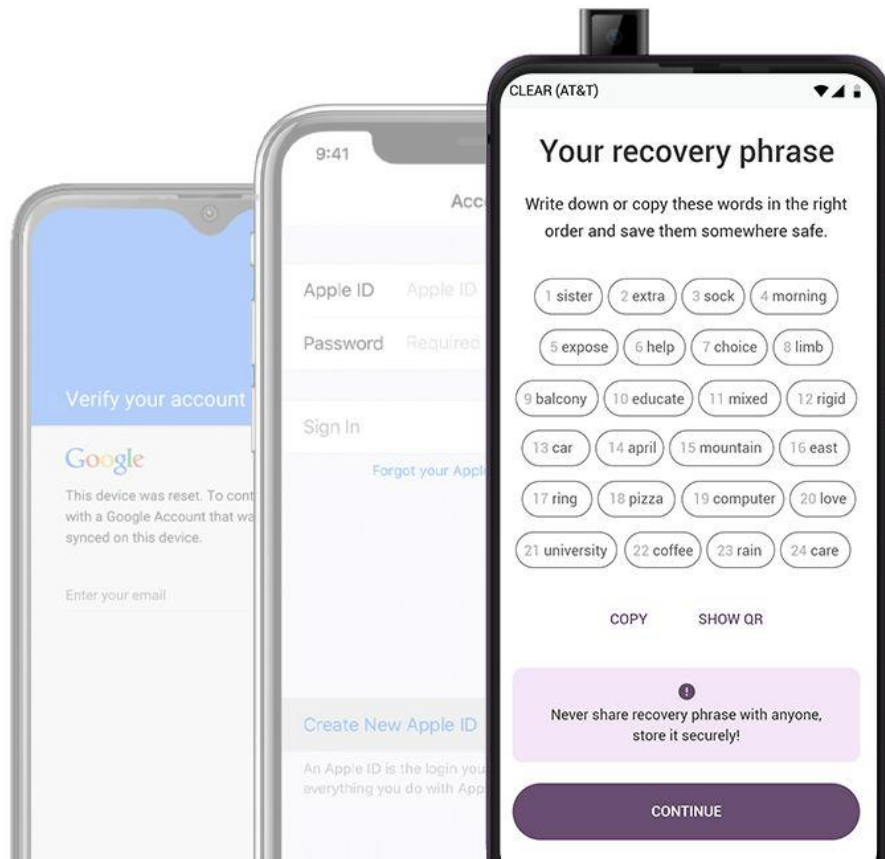 Verify your account
Google
This device was reset. To cont
with a Google Account that wa
synced on this device.
Enter your email
9:41
Acc
Apple ID Apple ID
Password Required
Sign In
Forgot your Apple
Create New Apple ID
An Apple ID is the login you
everything you do with App
CLEAR (AT&T)
Your recovery phrase
Write down or copy these words in the right
order and save them somewhere safe.
1 sister 2 extra 3 sock 4 morning
5 expose 6 help 7 choice 8 limb
9 balcony 10 educate 11 mixed 12 rigid
13 car 14 april 15 mountain 16 east
17 ring 18 pizza 19 computer 20 love
21 university 22 coffee 23 rain 24 care
COPY SHOW QR
Never share recovery phrase with anyone,
store it securely!
CONTINUE